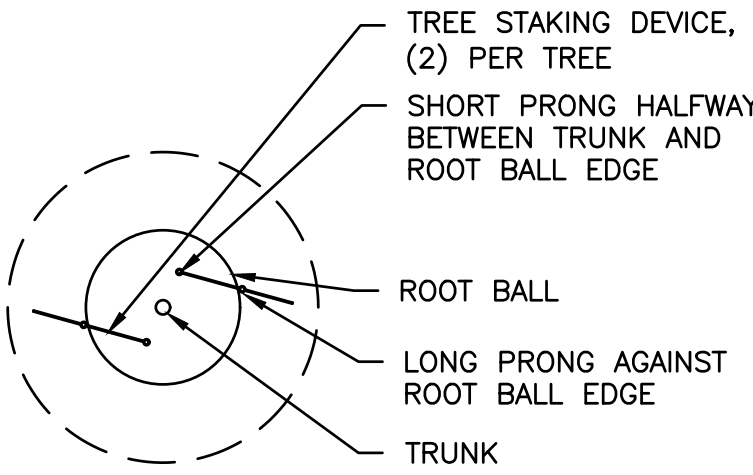 TREE STAKING DEVICE,
(2) PER TREE
SHORT PRONG HALFWAY
BETWEEN TRUNK AND
ROOT BALL EDGE
ROOT BALL
LONG PRONG AGAINST
ROOT BALL EDGE
TRUNK